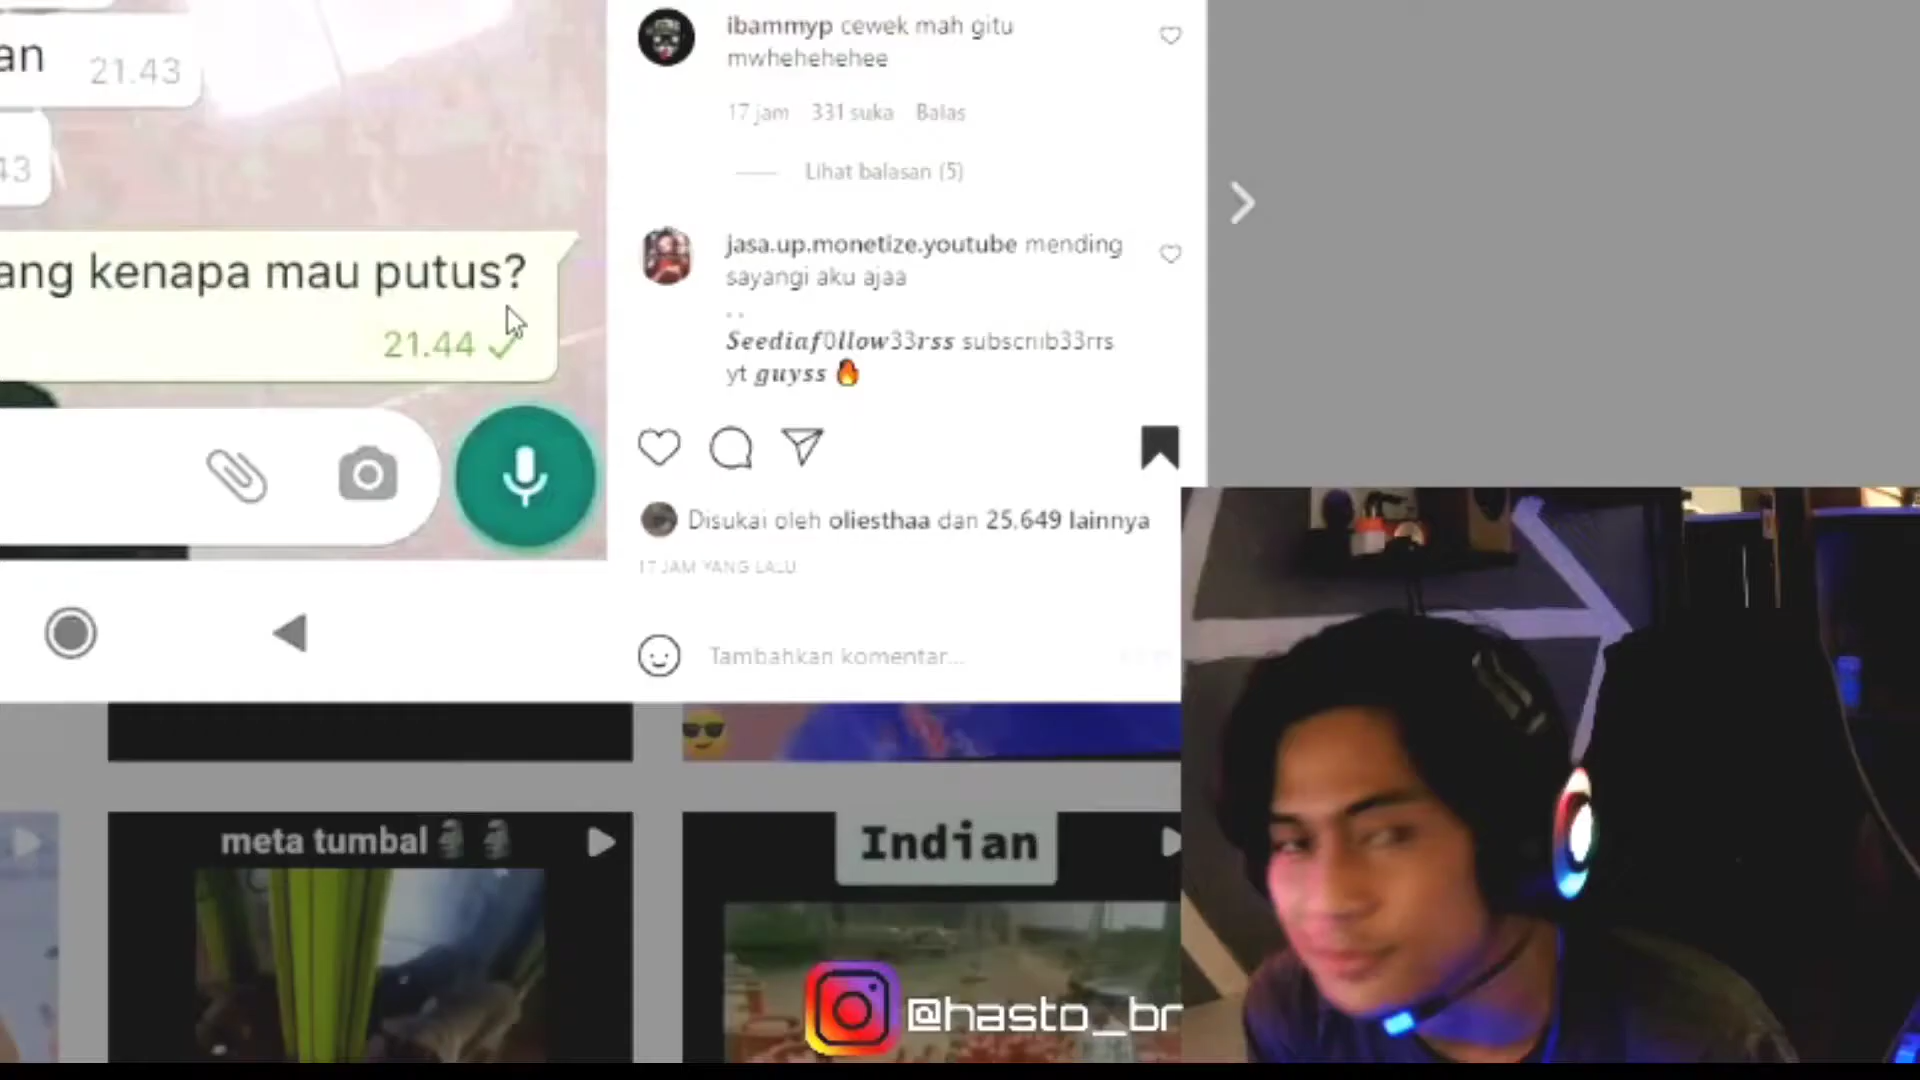 an 21.43
43
ang kenapa mau putus?
21.44
ibammyp cewek mah gitu
mwhehehehee
17 jam 331 suka Balas
Lihat balasan (5)
jasa.up.monetize.youtube mending
sayangi aku ajaa
..
Seediaf0llow33rss subscriib33rrs
yt guyss 🔥
Disukai oleh oliesthaa dan 25,649 lainnya
17 JAM YANG LALU
Tambahkan komentar...
meta tumbal 🗿 🗿
Indian
@hasto_br